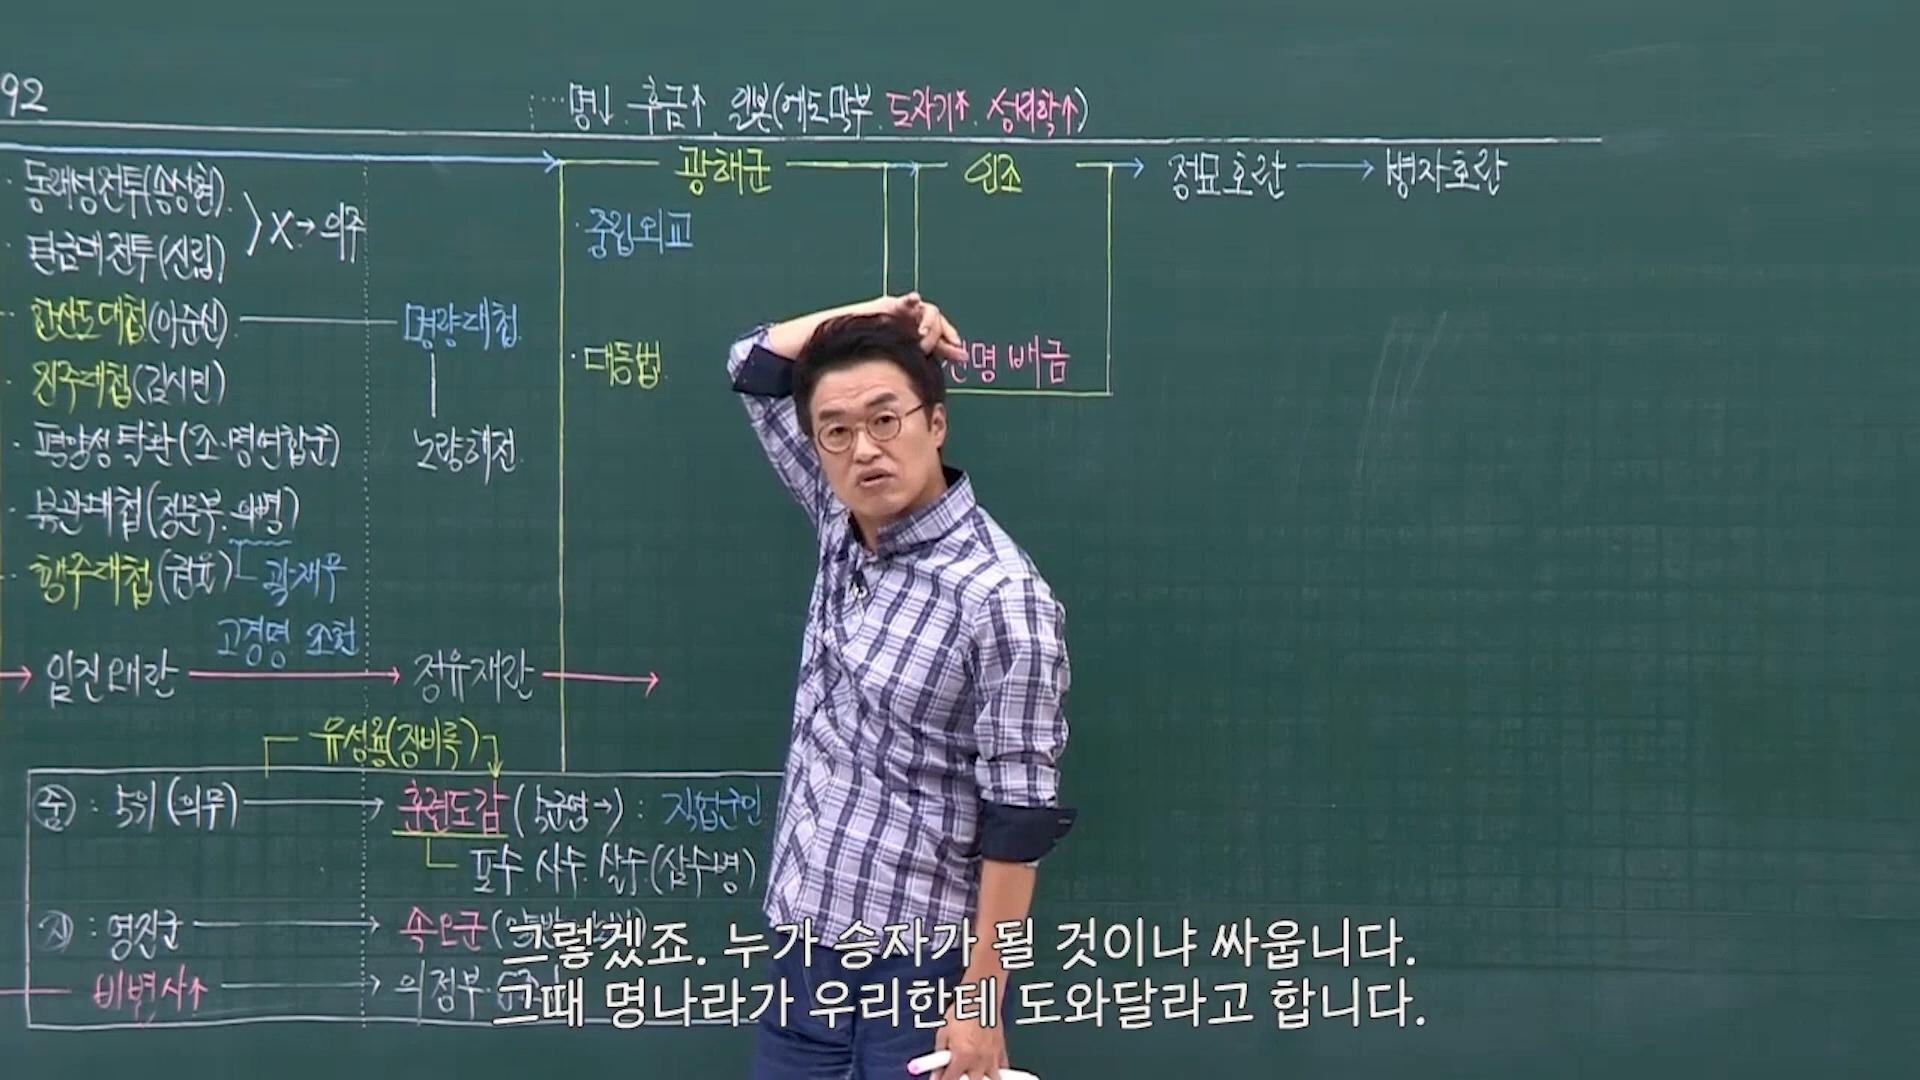 92
명↓ 후금↑ 일본(에도막부 도자기↑ 성리학↑)
광해군 인조 정묘호란 병자호란
· 동래성전투(송상현)
· 탄금대전투(신립)
X → 의주
중립외교
· 한산도대첩(이순신) 명량대첩
· 대동법
명 배금
· 진주대첩(김시민)
· 평양성 탈환(조·명연합군) 노량해전
· 북관대첩(정문부.의병)
· 행주대첩(권율) 곽재우
고경명 조헌
임진왜란 정유재란
유성룡(징비록)
중 : 5위(의무) 훈련도감(5군영→) : 직업군인
포수 사수 살수(삼수병)
지 : 영진군 속오군
비변사↑ 의정부
그렇겠죠. 누가 승자가 될 것이냐 싸웁니다.
그때 명나라가 우리한테 도와달라고 합니다.